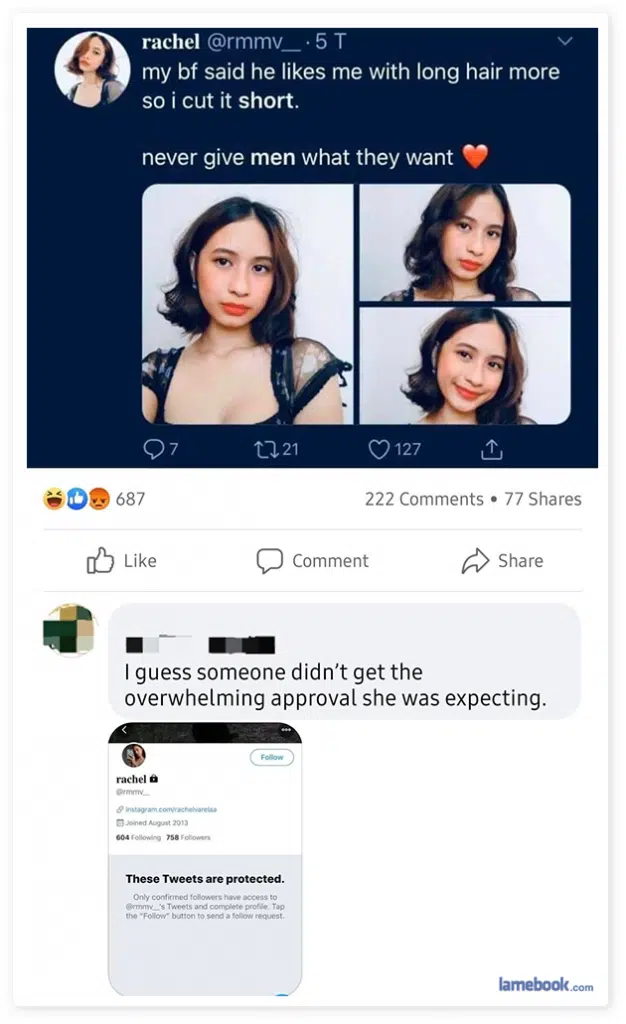 rachel @rmmv__ · 5 T
my bf said he likes me with long hair more
so i cut it short.
never give men what they want ❤️
7
21
127
687
222 Comments • 77 Shares
Like
Comment
Share
I guess someone didn't get the
overwhelming approval she was expecting.
Follow
rachel
@rmmv__
instagram.com/rachelvarelaa
Joined August 2013
604 Following 758 Followers
These Tweets are protected.
Only confirmed followers have access to
@rmmv__'s Tweets and complete profile. Tap
the "Follow" button to send a follow request.
lamebook.com